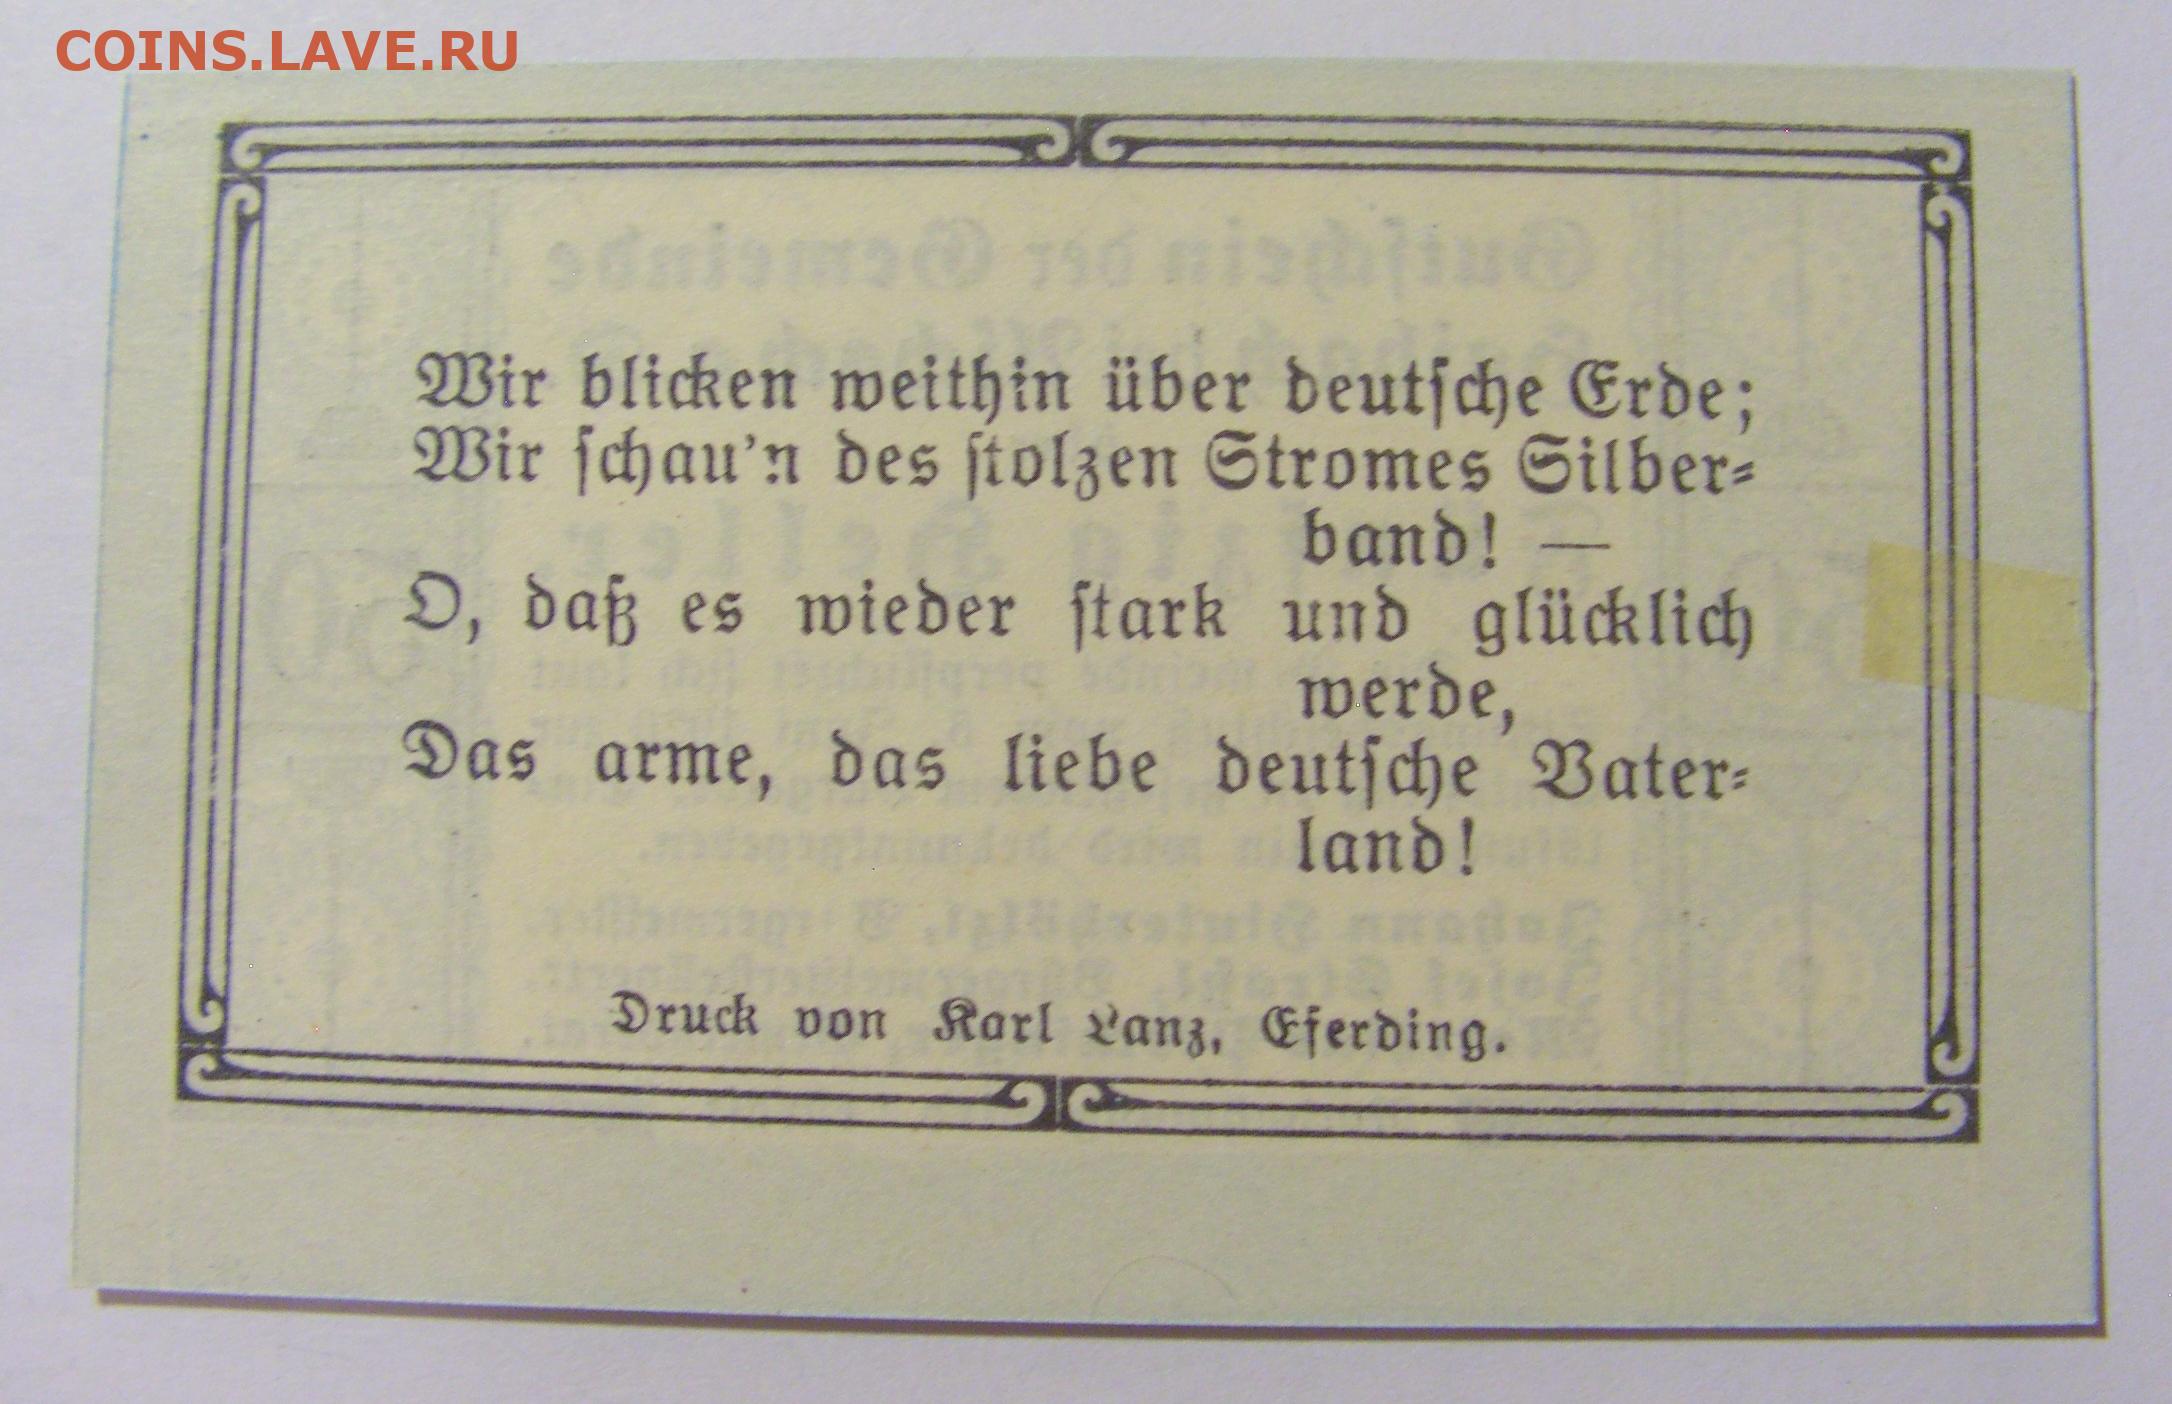 COINS.LAVE.RU
Wir blicken weithin über deutſche Erde;
Wir ſchau'n des ſtolzen Stromes Silber⸗
band! —
O, daß es wieder ſtark und glücklich
werde,
Das arme, das liebe deutſche Vater⸗
land!
Druck von Karl Lanz, Eferding.